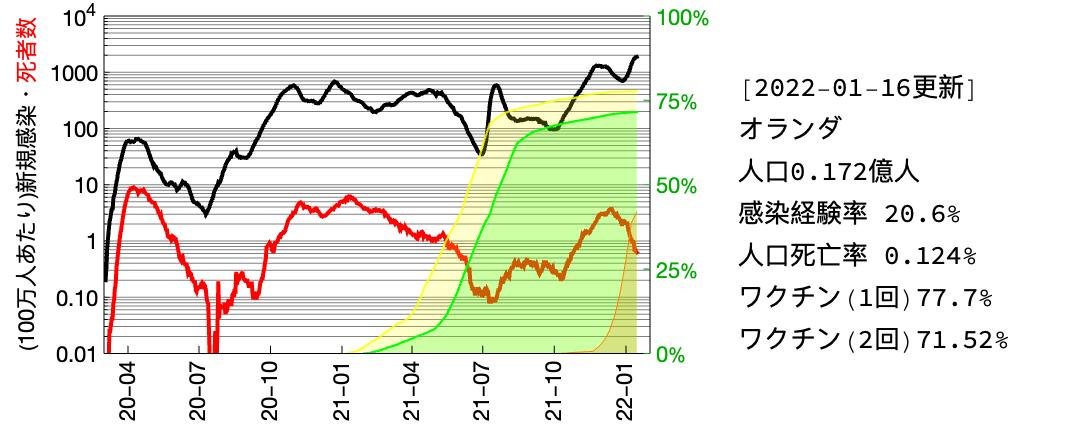 (100万人あたり)新規感染・死者数
10^4
1000
100
10
1
0.10
0.01
100%
75%
50%
25%
0%
20-04
20-07
20-10
21-01
21-04
21-07
21-10
22-01
[2022-01-16更新]
オランダ
人口0.172億人
感染経験率 20.6%
人口死亡率 0.124%
ワクチン(1回)77.7%
ワクチン(2回)71.52%